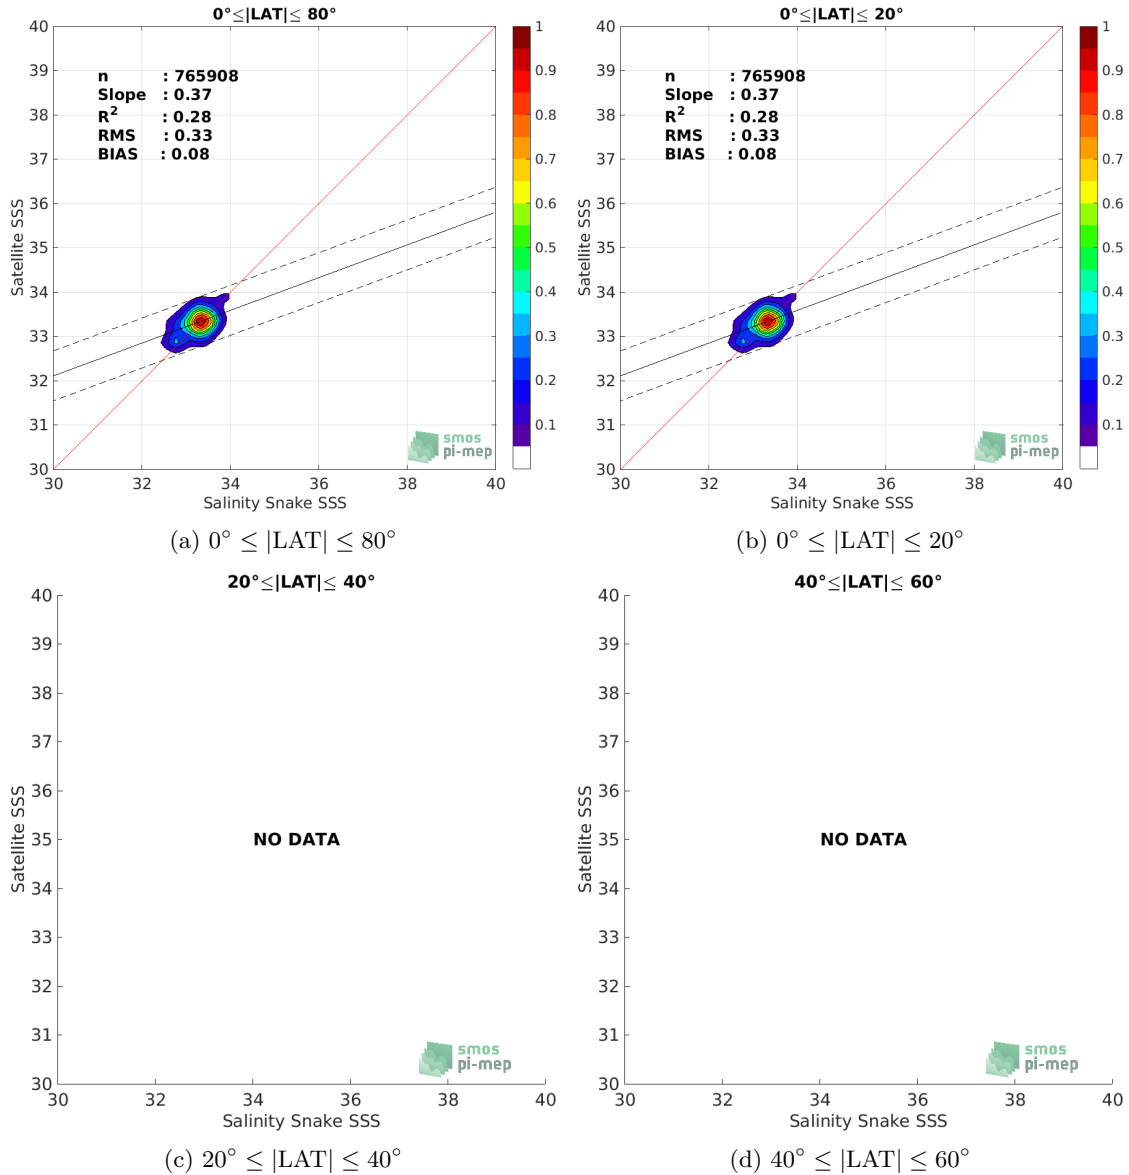 0°≤|LAT|≤ 80°
40
39
38
37
36
35
34
33
32
31
30
Satellite SSS
n : 765908
Slope : 0.37
R² : 0.28
RMS : 0.33
BIAS : 0.08
smos
pi-mep
30 32 34 36 38 40
Salinity Snake SSS
1
0.9
0.8
0.7
0.6
0.5
0.4
0.3
0.2
0.1
(a) 0° ≤ |LAT| ≤ 80°
0°≤|LAT|≤ 20°
40
39
38
37
36
35
34
33
32
31
30
Satellite SSS
n : 765908
Slope : 0.37
R² : 0.28
RMS : 0.33
BIAS : 0.08
smos
pi-mep
30 32 34 36 38 40
Salinity Snake SSS
1
0.9
0.8
0.7
0.6
0.5
0.4
0.3
0.2
0.1
(b) 0° ≤ |LAT| ≤ 20°
20°≤|LAT|≤ 40°
40
39
38
37
36
35
34
33
32
31
30
Satellite SSS
NO DATA
smos
pi-mep
30 32 34 36 38 40
Salinity Snake SSS
(c) 20° ≤ |LAT| ≤ 40°
40°≤|LAT|≤ 60°
40
39
38
37
36
35
34
33
32
31
30
Satellite SSS
NO DATA
smos
pi-mep
30 32 34 36 38 40
Salinity Snake SSS
(d) 40° ≤ |LAT| ≤ 60°